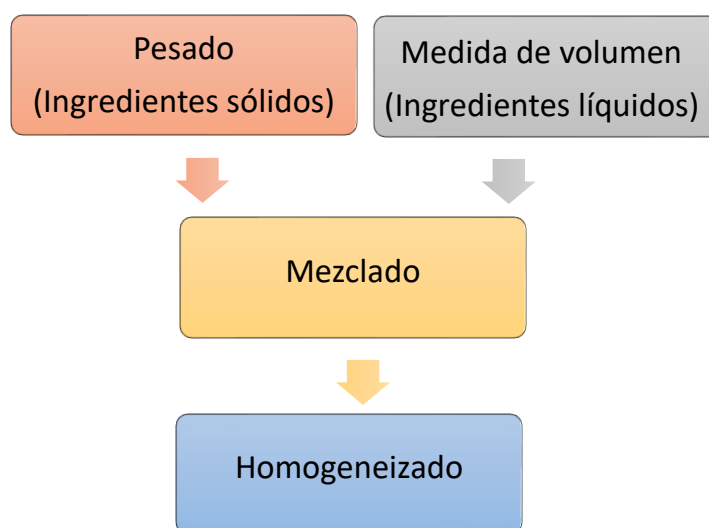 Pesado
(Ingredientes sólidos)
Medida de volumen
(Ingredientes líquidos)
Mezclado
Homogeneizado